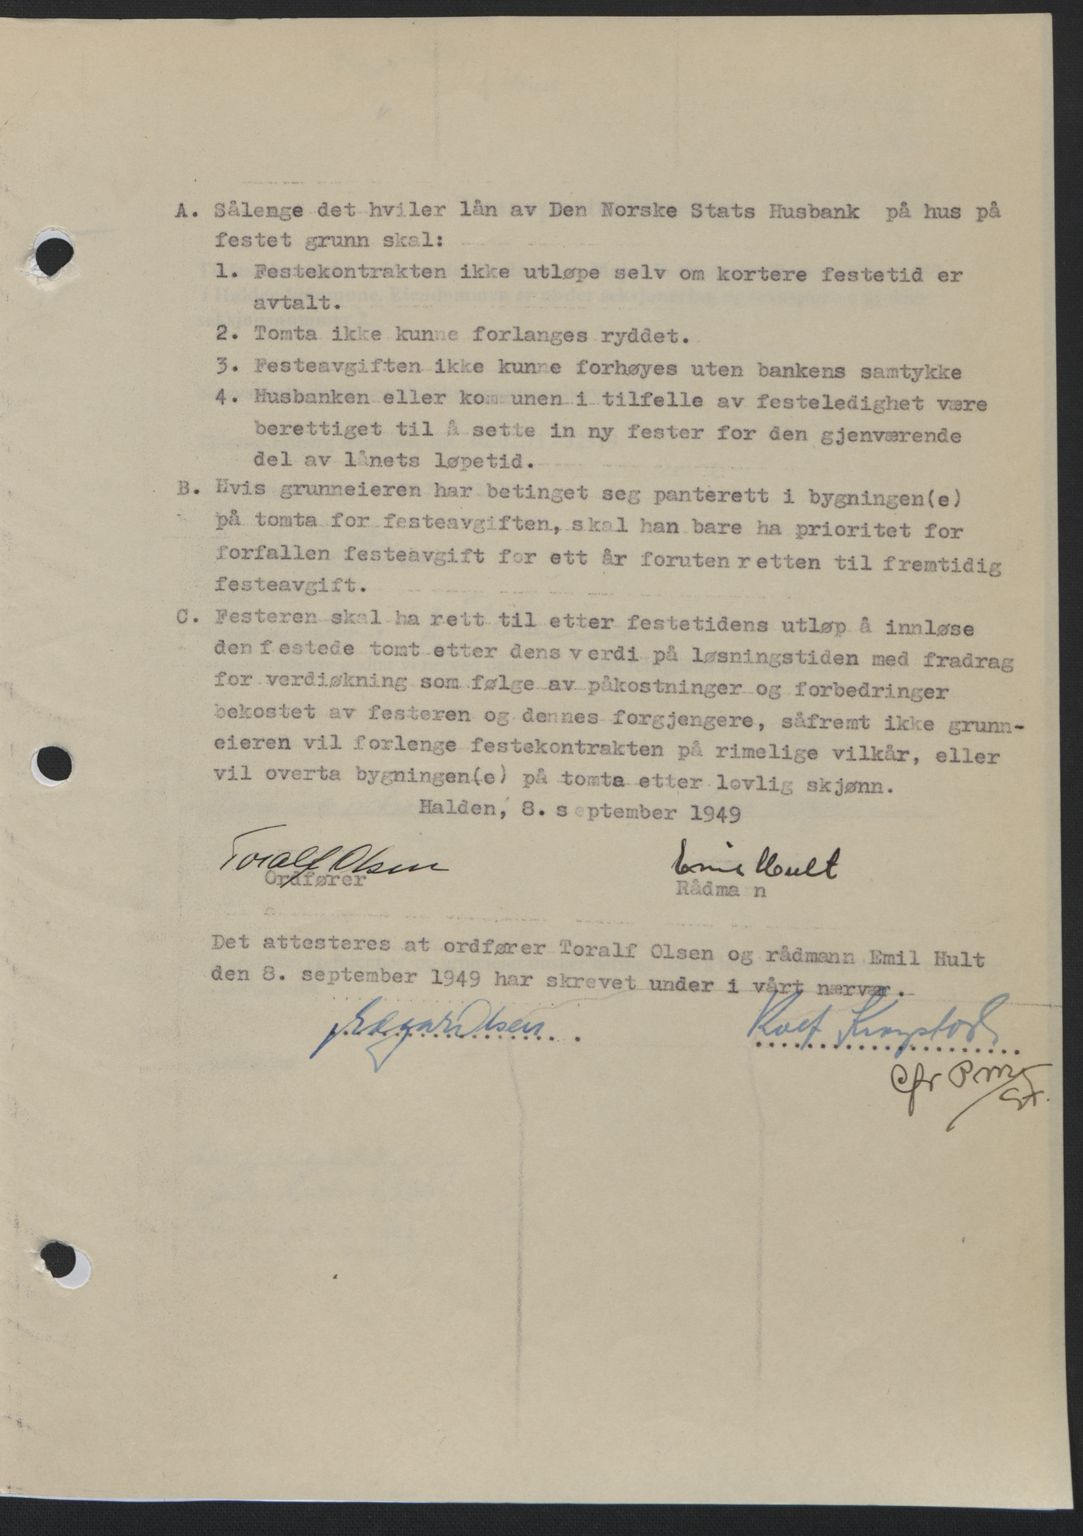 A. Sålenge det hviler lån av Den Norske Stats Husbank på hus på
festet grunn skal:
1. Festekontrakten ikke utløpe selv om kortere festetid er
avtalt.
2. Tomta ikke kunne forlanges ryddet.
3. Festeavgiften ikke kunne forhøyes uten bankens samtykke
4. Husbanken eller kommunen i tilfelle av festeledighet være
berettiget til å sette in ny fester for den gjenværende
del av lånets løpetid.
B. Hvis grunneieren har betinget seg panterett i bygningen(e)
på tomta for festeavgiften, skal han bare ha prioritet for
forfallen festeavgift for ett år foruten retten til fremtidig
festeavgift.
C. Festeren skal ha rett til etter festetidens utløp å innløse
den festede tomt etter dens verdi på løsningstiden med fradrag
for verdiøkning som følge av påkostninger og forbedringer
bekostet av festeren og dennes forgjengere, såfremt ikke grunn-
eieren vil forlenge festekontrakten på rimelige vilkår, eller
vil overta bygningen(e) på tomta etter lovlig skjønn.
Halden, 8. september 1949
Toralf Olsen Emil Hult
Ordfører Rådmann
Det attesteres at ordfører Toralf Olsen og rådmann Emil Hult
den 8. september 1949 har skrevet under i vårt nærvær.
Edgar Olsen Rolf